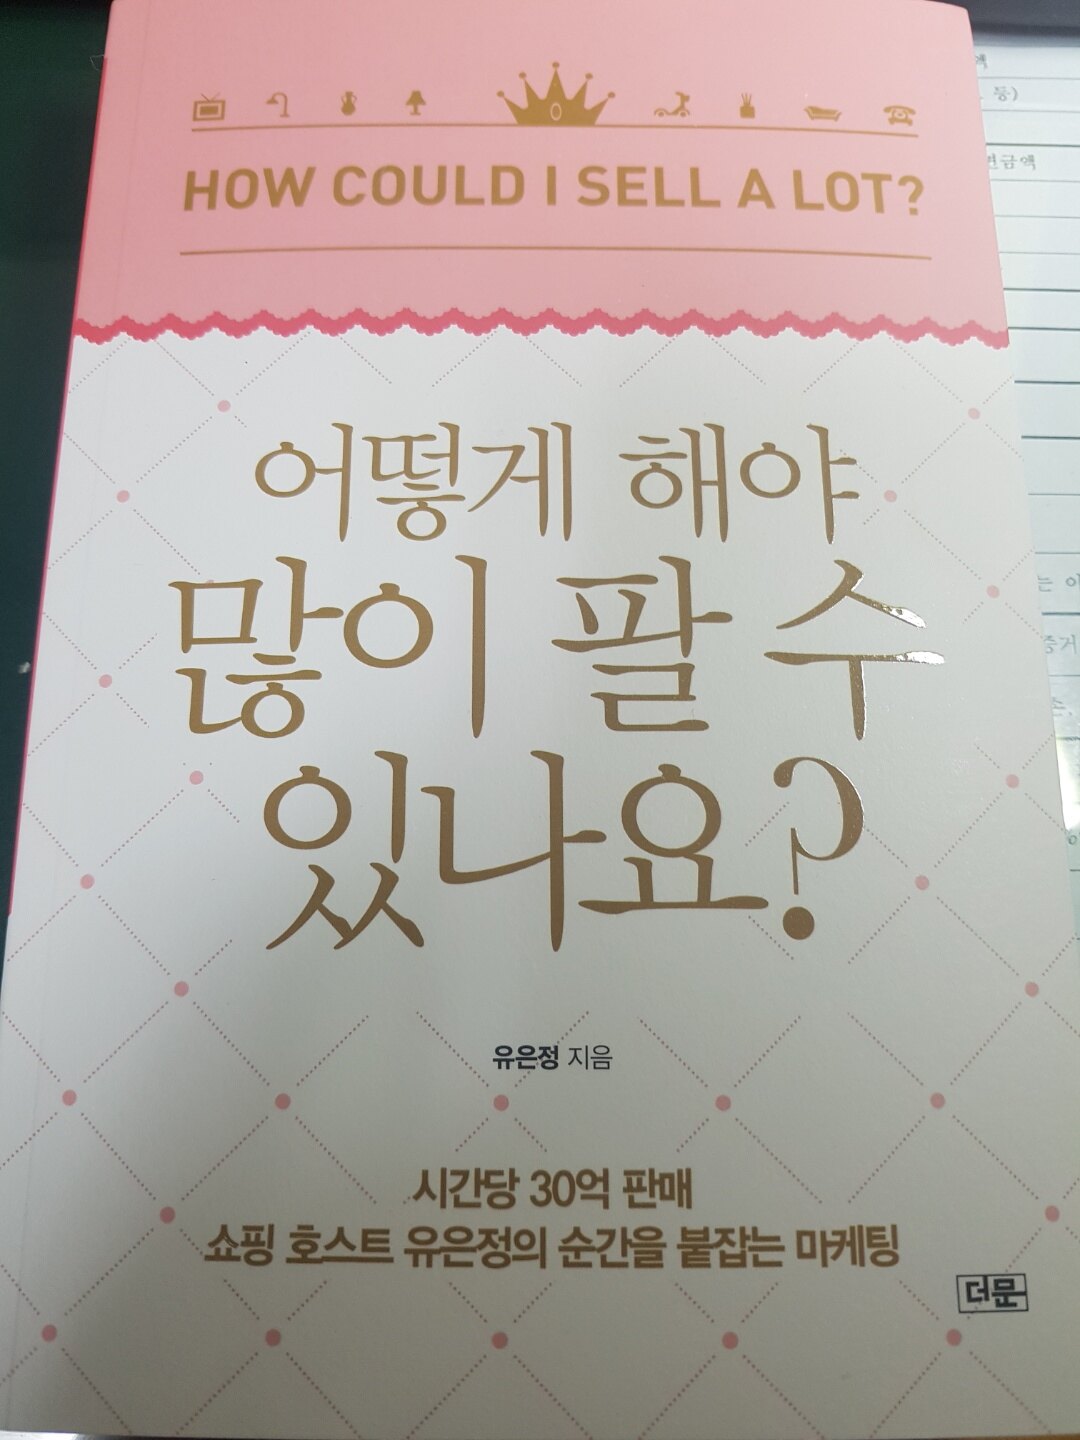 HOW COULD I SELL A LOT?
어떻게 해야
많이 팔 수
있나요?
유은정 지음
시간당 30억 판매
쇼핑 호스트 유은정의 순간을 붙잡는 마케팅
더문
등)